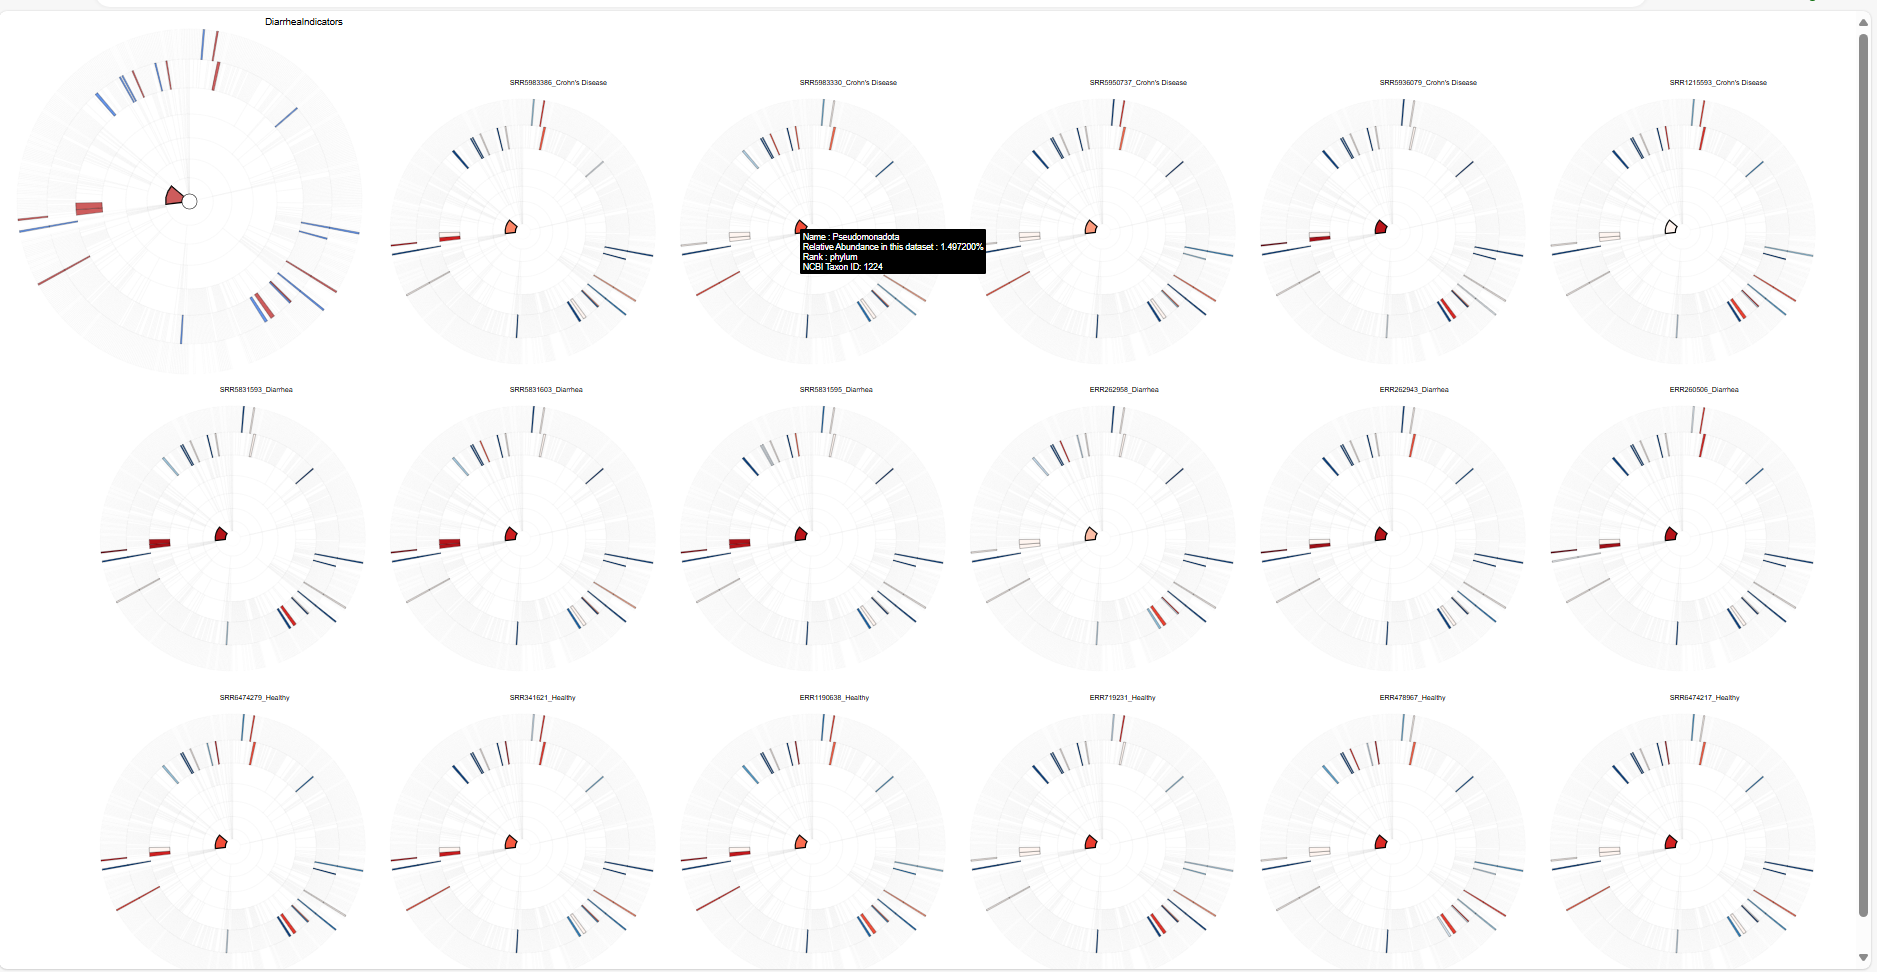 DiarrheaIndicators
SRR5983386_Crohn's Disease
SRR5983330_Crohn's Disease
SRR5950737_Crohn's Disease
SRR5936079_Crohn's Disease
SRR1215593_Crohn's Disease
Name : Pseudomonadota
Relative Abundance in this dataset : 1.497200%
Rank : phylum
NCBI Taxon ID: 1224
SRR5831593_Diarrhea
SRR5831603_Diarrhea
SRR5831595_Diarrhea
ERR262958_Diarrhea
ERR262943_Diarrhea
ERR260506_Diarrhea
SRR6474279_Healthy
SRR341621_Healthy
ERR1190638_Healthy
ERR719231_Healthy
ERR478967_Healthy
SRR6474217_Healthy